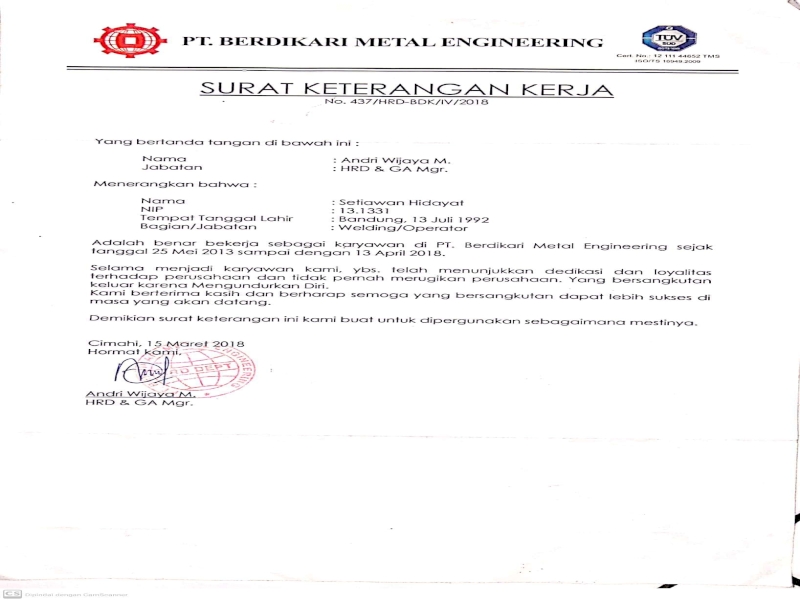 PT. BERDIKARI METAL ENGINEERING
TÜV
SÜD
Cert. No.: 12 111 44652 TMS
ISO/TS 16949:2009
SURAT KETERANGAN KERJA
No. 437/HRD-BDK/IV/2018
Yang bertanda tangan di bawah ini :
Nama : Andri Wijaya M.
Jabatan : HRD & GA Mgr.
Menerangkan bahwa :
Nama : Setiawan Hidayat
NIP : 13.1331
Tempat Tanggal Lahir : Bandung, 13 Juli 1992
Bagian/Jabatan : Welding/Operator
Adalah benar bekerja sebagai karyawan di PT. Berdikari Metal Engineering sejak
tanggal 25 Mei 2013 sampai dengan 13 April 2018.
Selama menjadi karyawan kami, ybs. telah menunjukkan dedikasi dan loyalitas
terhadap perusahaan dan tidak pernah merugikan perusahaan. Yang bersangkutan
keluar karena Mengundurkan Diri.
Kami berterima kasih dan berharap semoga yang bersangkutan dapat lebih sukses di
masa yang akan datang.
Demikian surat keterangan ini kami buat untuk dipergunakan sebagaimana mestinya.
Cimahi, 15 Maret 2018
Hormat kami,
DEPT
ENGINEERING
Andri Wijaya M.
HRD & GA Mgr.
CS Dipindai dengan CamScanner